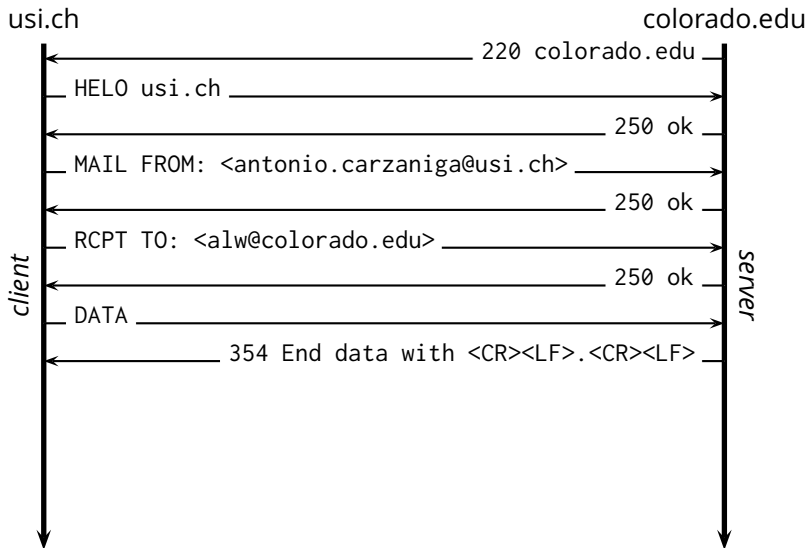 usi.ch
colorado.edu
220 colorado.edu
HELO usi.ch
250 ok
MAIL FROM: <antonio.carzaniga@usi.ch>
250 ok
RCPT TO: <alw@colorado.edu>
client
server
250 ok
DATA
354 End data with <CR><LF>.<CR><LF>